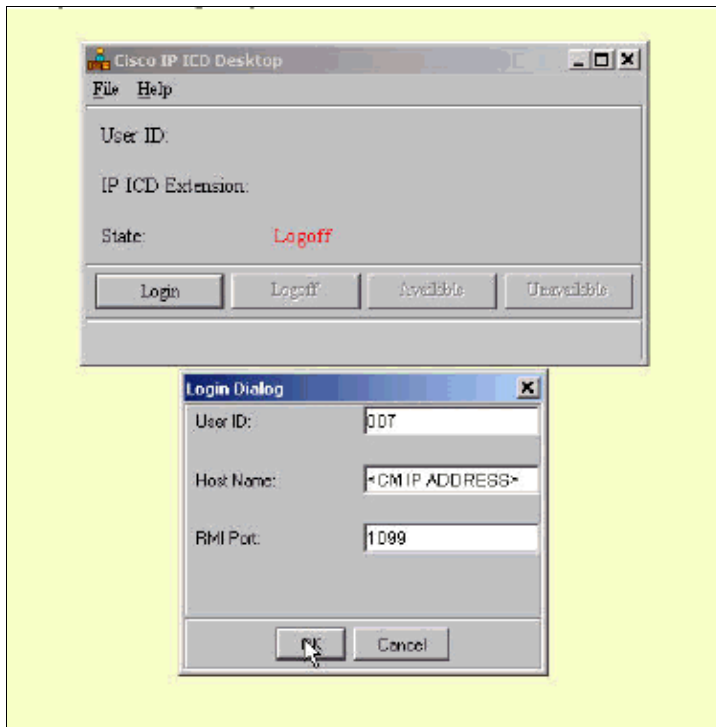 Cisco IP ICD Desktop
File Help
User ID:
IP ICD Extension:
State: Logoff
Login Logoff Available Unavailable
Login Dialog
User ID: 007
Host Name: <CM IP ADDRESS>
RMI Port: 1099
OK Cancel